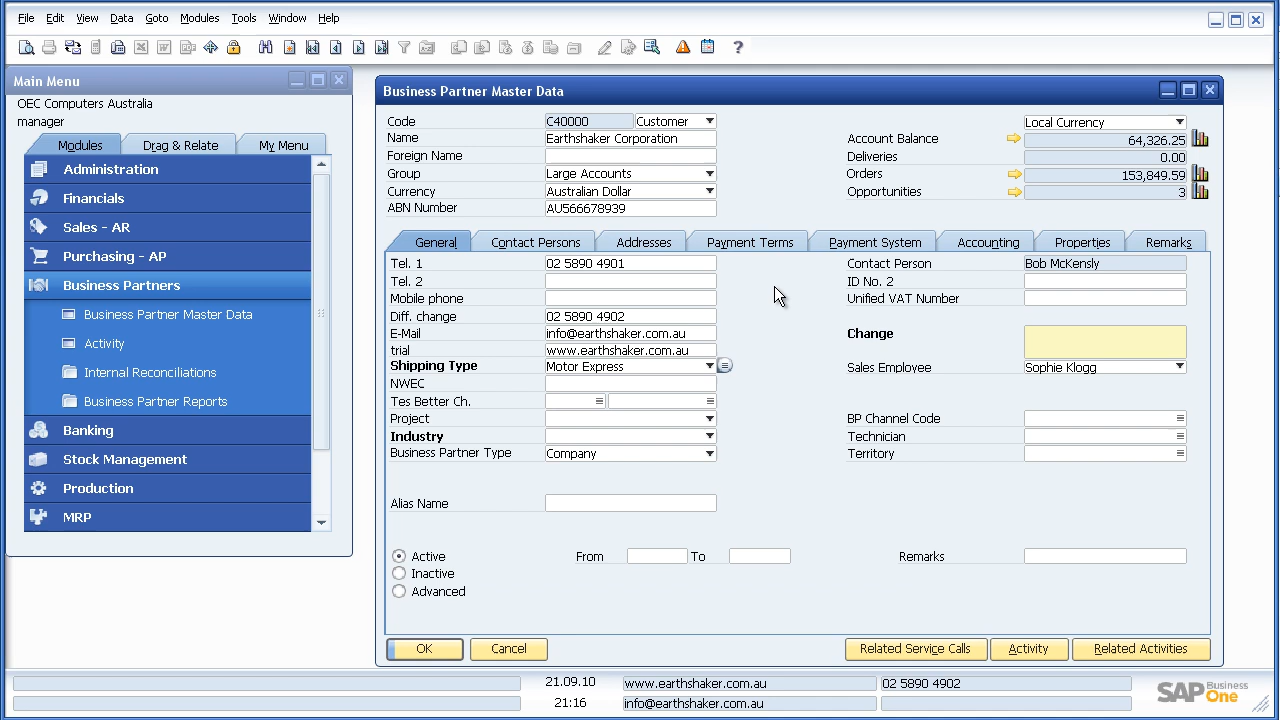 File Edit View Data Goto Modules Tools Window Help
Main Menu
OEC Computers Australia
manager
Modules Drag & Relate My Menu
Administration
Financials
Sales - AR
Purchasing - AP
Business Partners
Business Partner Master Data
Activity
Internal Reconciliations
Business Partner Reports
Banking
Stock Management
Production
MRP
Business Partner Master Data
Code C40000 Customer Local Currency
Name Earthshaker Corporation Account Balance 64,326.25
Foreign Name Deliveries 0.00
Group Large Accounts Orders 153,849.59
Currency Australian Dollar Opportunities 3
ABN Number AU566678939
General Contact Persons Addresses Payment Terms Payment System Accounting Properties Remarks
Tel. 1 02 5890 4901 Contact Person Bob McKensly
Tel. 2 ID No. 2
Mobile phone Unified VAT Number
Diff. change 02 5890 4902
E-Mail info@earthshaker.com.au Change
trial www.earthshaker.com.au
Shipping Type Motor Express Sales Employee Sophie Klogg
NWEC
Tes Better Ch.
Project BP Channel Code
Industry Technician
Business Partner Type Company Territory
Alias Name
Active From To Remarks
Inactive
Advanced
OK Cancel Related Service Calls Activity Related Activities
21.09.10 www.earthshaker.com.au 02 5890 4902
21:16 info@earthshaker.com.au
SAP Business One